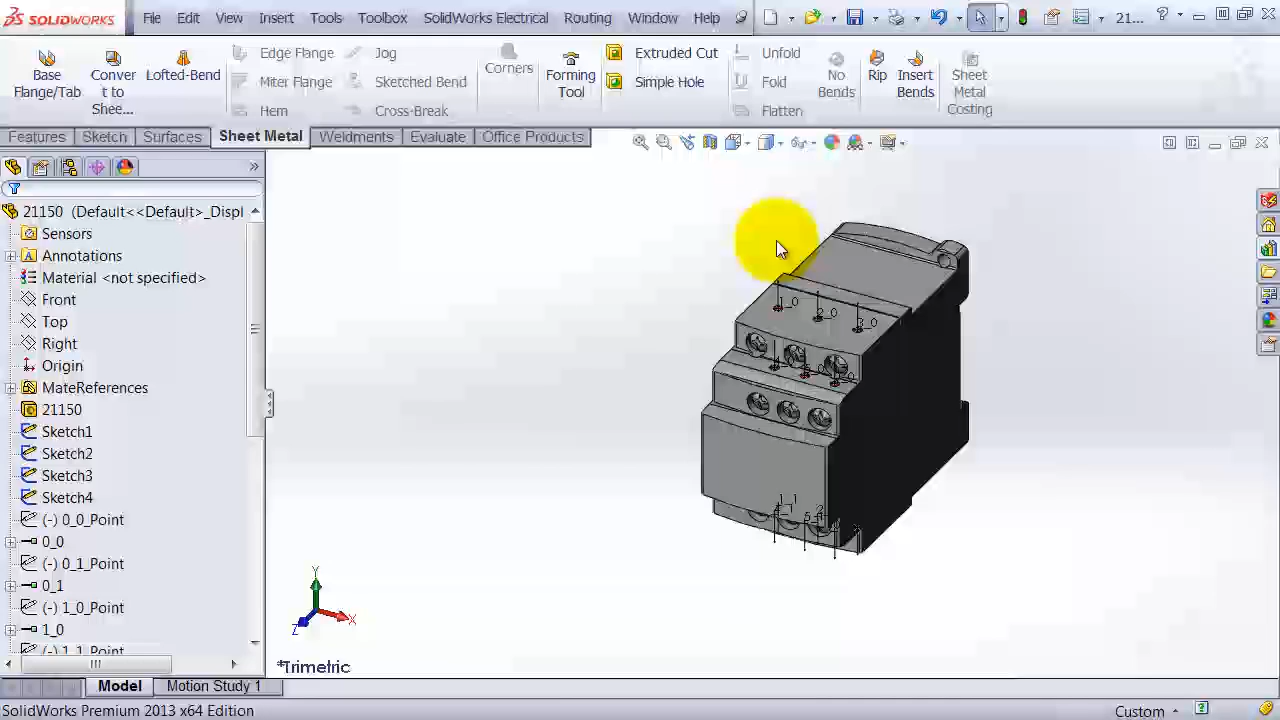 SOLIDWORKS File Edit View Insert Tools Toolbox SolidWorks Electrical Routing Window Help 21... ?
Base Flange/Tab
Conver t to Shee...
Lofted-Bend
Edge Flange
Miter Flange
Hem
Jog
Sketched Bend
Cross-Break
Corners
Forming Tool
Extruded Cut
Simple Hole
Unfold
Fold
Flatten
No Bends
Rip
Insert Bends
Sheet Metal Costing
Features Sketch Surfaces Sheet Metal Weldments Evaluate Office Products
21150 (Default<<Default>_Displ
Sensors
Annotations
Material <not specified>
Front
Top
Right
Origin
MateReferences
21150
Sketch1
Sketch2
Sketch3
Sketch4
(-) 0_0_Point
0_0
(-) 0_1_Point
0_1
(-) 1_0_Point
1_0
(-) 1_1_Point
Y
X
Z
*Trimetric
Model Motion Study 1
SolidWorks Premium 2013 x64 Edition
Custom